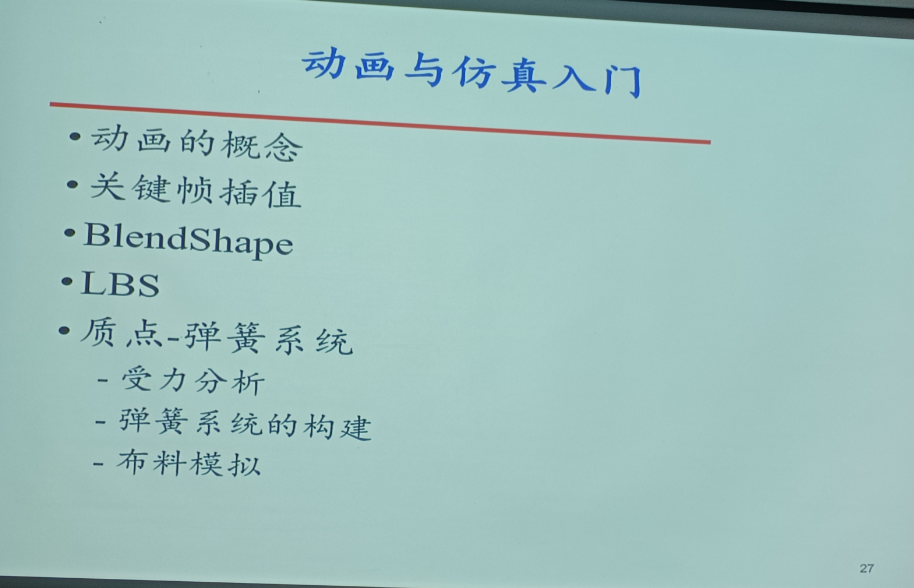 动画与仿真入门
•动画的概念
•关键帧插值
•BlendShape
•LBS
•质点-弹簧系统
- 受力分析
- 弹簧系统的构建
- 布料模拟
27